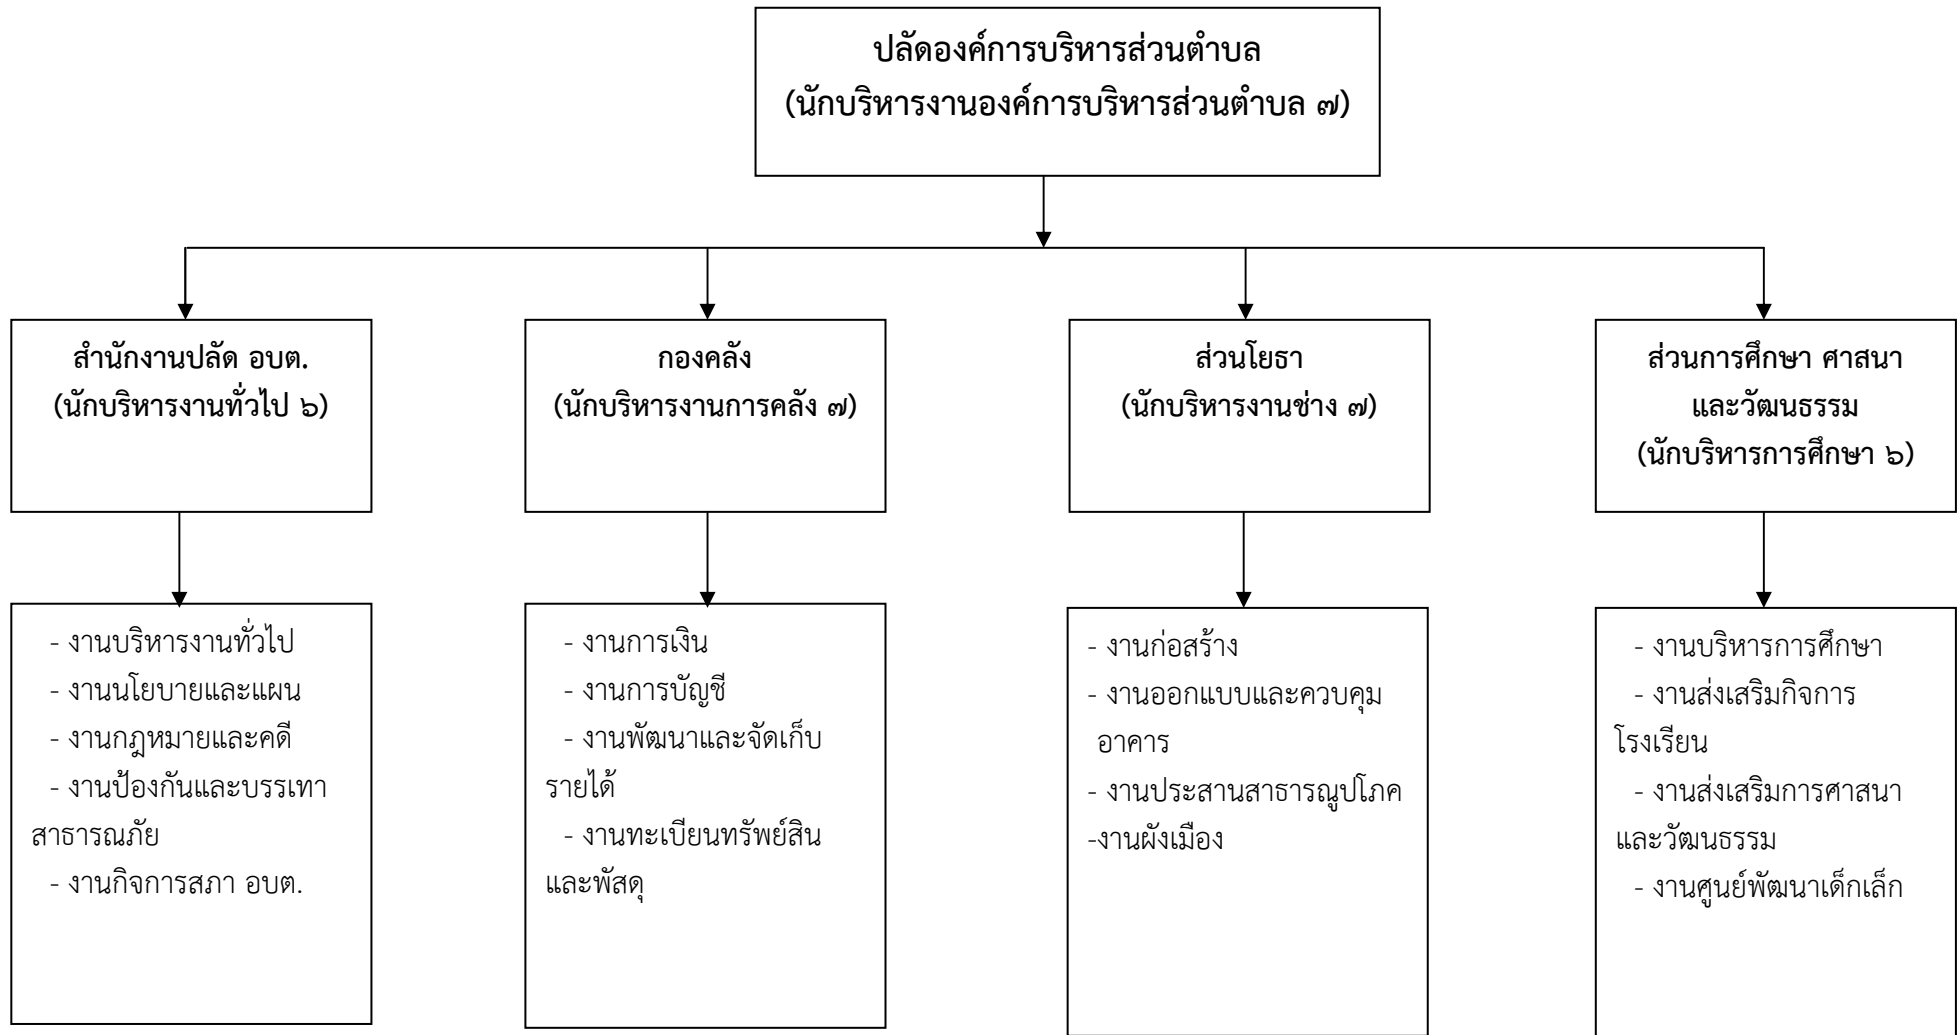 ปลัดองค์การบริหารส่วนตำบล
(นักบริหารงานองค์การบริหารส่วนตำบล ๗)
สำนักงานปลัด อบต.
(นักบริหารงานทั่วไป ๖)
กองคลัง
(นักบริหารงานการคลัง ๗)
ส่วนโยธา
(นักบริหารงานช่าง ๗)
ส่วนการศึกษา ศาสนา
และวัฒนธรรม
(นักบริหารการศึกษา ๖)
- งานบริหารงานทั่วไป
- งานนโยบายและแผน
- งานกฎหมายและคดี
- งานป้องกันและบรรเทา
สาธารณภัย
- งานกิจการสภา อบต.
- งานการเงิน
- งานการบัญชี
- งานพัฒนาและจัดเก็บ
รายได้
- งานทะเบียนทรัพย์สิน
และพัสดุ
- งานก่อสร้าง
- งานออกแบบและควบคุม
อาคาร
- งานประสานสาธารณูปโภค
-งานผังเมือง
- งานบริหารการศึกษา
- งานส่งเสริมกิจการ
โรงเรียน
- งานส่งเสริมการศาสนา
และวัฒนธรรม
- งานศูนย์พัฒนาเด็กเล็ก